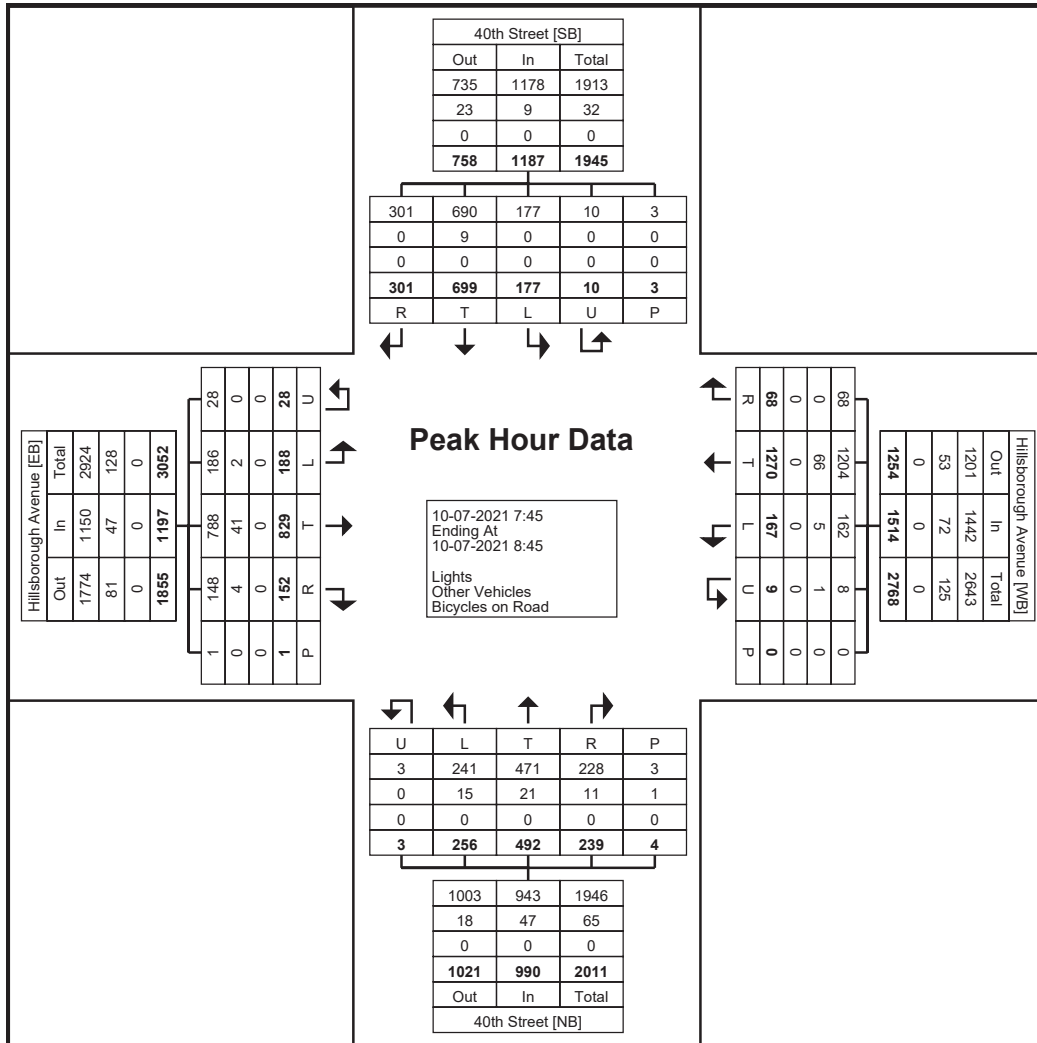 40th Street [SB]
Out In Total
735 1178 1913
23 9 32
0 0 0
758 1187 1945
301 690 177 10 3
0 9 0 0 0
0 0 0 0 0
301 699 177 10 3
R T L U P
Hillsborough Avenue [EB]
Total 2924 128 0 3052
In 1150 47 0 1197
Out 1774 81 0 1855
28 0 0 28 U
186 2 0 188 L
788 41 0 829 T
148 4 0 152 R
1 0 0 1 P
Peak Hour Data
10-07-2021 7:45
Ending At
10-07-2021 8:45
Lights
Other Vehicles
Bicycles on Road
R 68 0 0 68
T 1270 0 66 1204
L 167 0 5 162
U 9 0 1 8
P 0 0 0 0
1254 0 53 1201 Out
1514 0 72 1442 In
2768 0 125 2643 Total
Hillsborough Avenue [WB]
U L T R P
3 241 471 228 3
0 15 21 11 1
0 0 0 0 0
3 256 492 239 4
1003 943 1946
18 47 65
0 0 0
1021 990 2011
Out In Total
40th Street [NB]